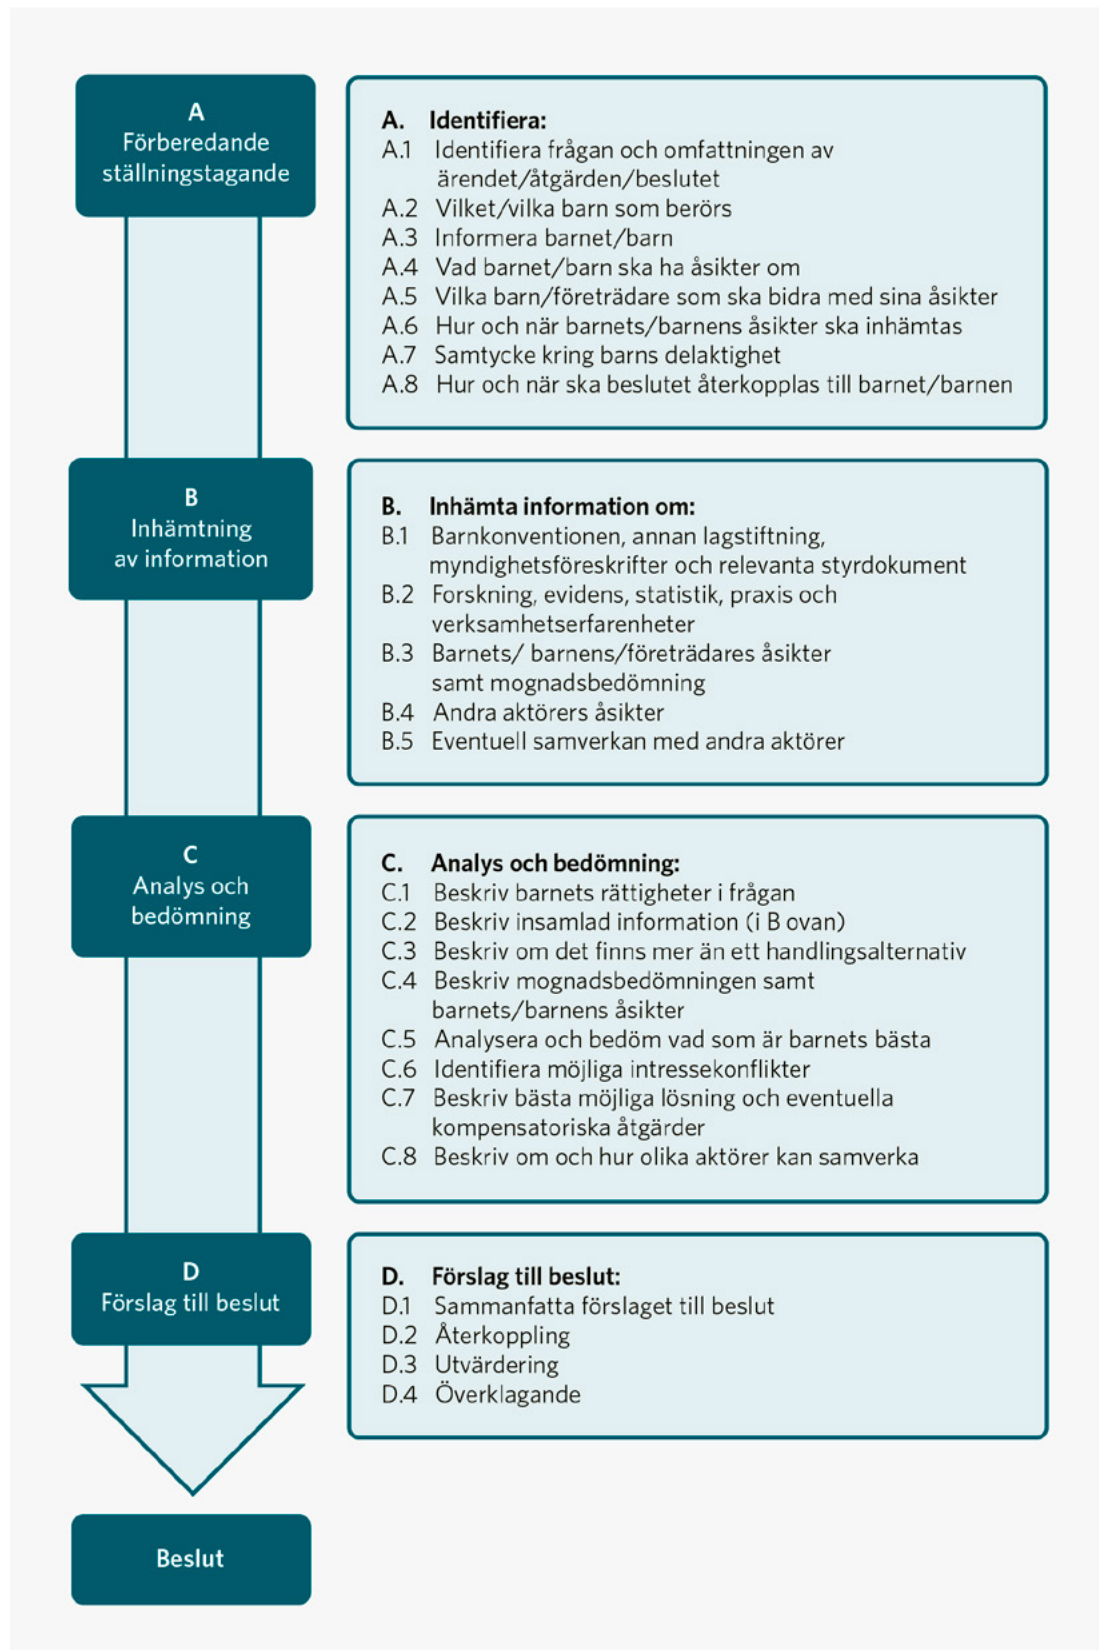 A
Förberedande
ställningstagande
A. Identifiera:
A.1 Identifiera frågan och omfattningen av
ärendet/åtgärden/beslutet
A.2 Vilket/vilka barn som berörs
A.3 Informera barnet/barn
A.4 Vad barnet/barn ska ha åsikter om
A.5 Vilka barn/företrädare som ska bidra med sina åsikter
A.6 Hur och när barnets/barnens åsikter ska inhämtas
A.7 Samtycke kring barns delaktighet
A.8 Hur och när ska beslutet återkopplas till barnet/barnen
B
Inhämtning
av information
B. Inhämta information om:
B.1 Barnkonventionen, annan lagstiftning,
myndighetsföreskrifter och relevanta styrdokument
B.2 Forskning, evidens, statistik, praxis och
verksamhetserfarenheter
B.3 Barnets/ barnens/företrädares åsikter
samt mognadsbedömning
B.4 Andra aktörers åsikter
B.5 Eventuell samverkan med andra aktörer
C
Analys och
bedömning
C. Analys och bedömning:
C.1 Beskriv barnets rättigheter i frågan
C.2 Beskriv insamlad information (i B ovan)
C.3 Beskriv om det finns mer än ett handlingsalternativ
C.4 Beskriv mognadsbedömningen samt
barnets/barnens åsikter
C.5 Analysera och bedöm vad som är barnets bästa
C.6 Identifiera möjliga intressekonflikter
C.7 Beskriv bästa möjliga lösning och eventuella
kompensatoriska åtgärder
C.8 Beskriv om och hur olika aktörer kan samverka
D
Förslag till beslut
D. Förslag till beslut:
D.1 Sammanfatta förslaget till beslut
D.2 Återkoppling
D.3 Utvärdering
D.4 Överklagande
Beslut